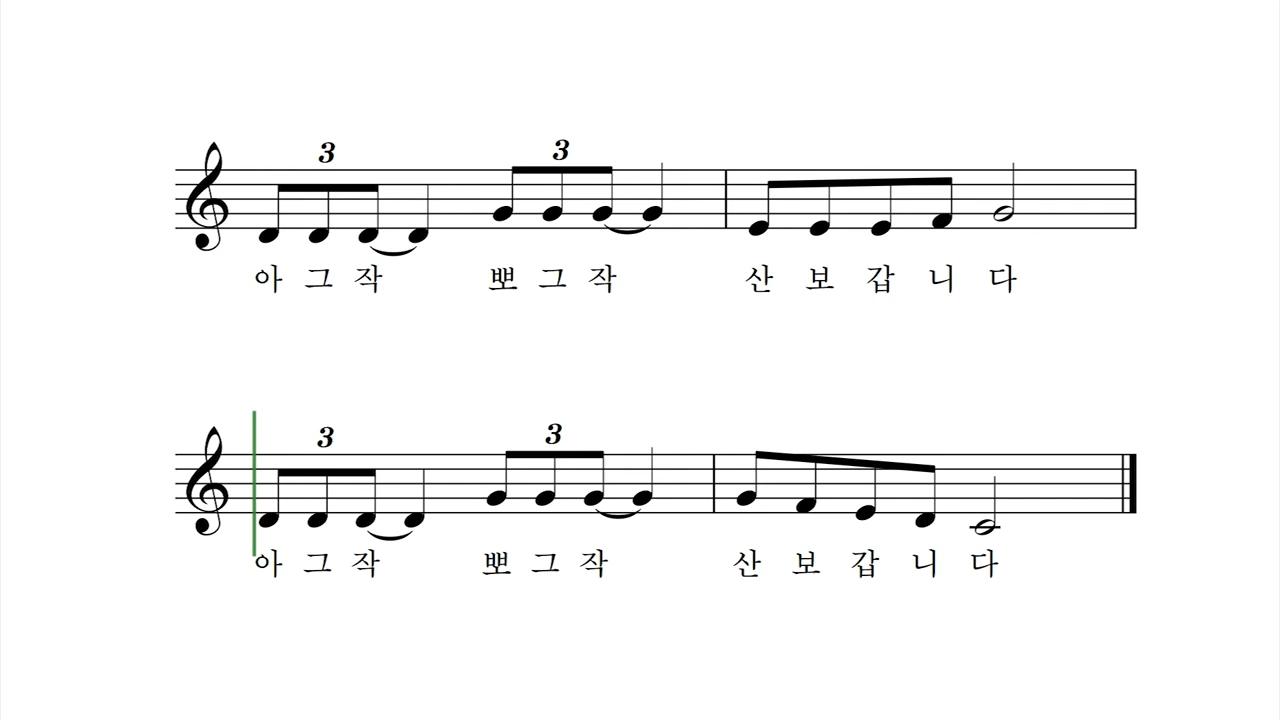 3 3
아 그 작 뽀 그 작 산 보 갑 니 다
3 3
아 그 작 뽀 그 작 산 보 갑 니 다